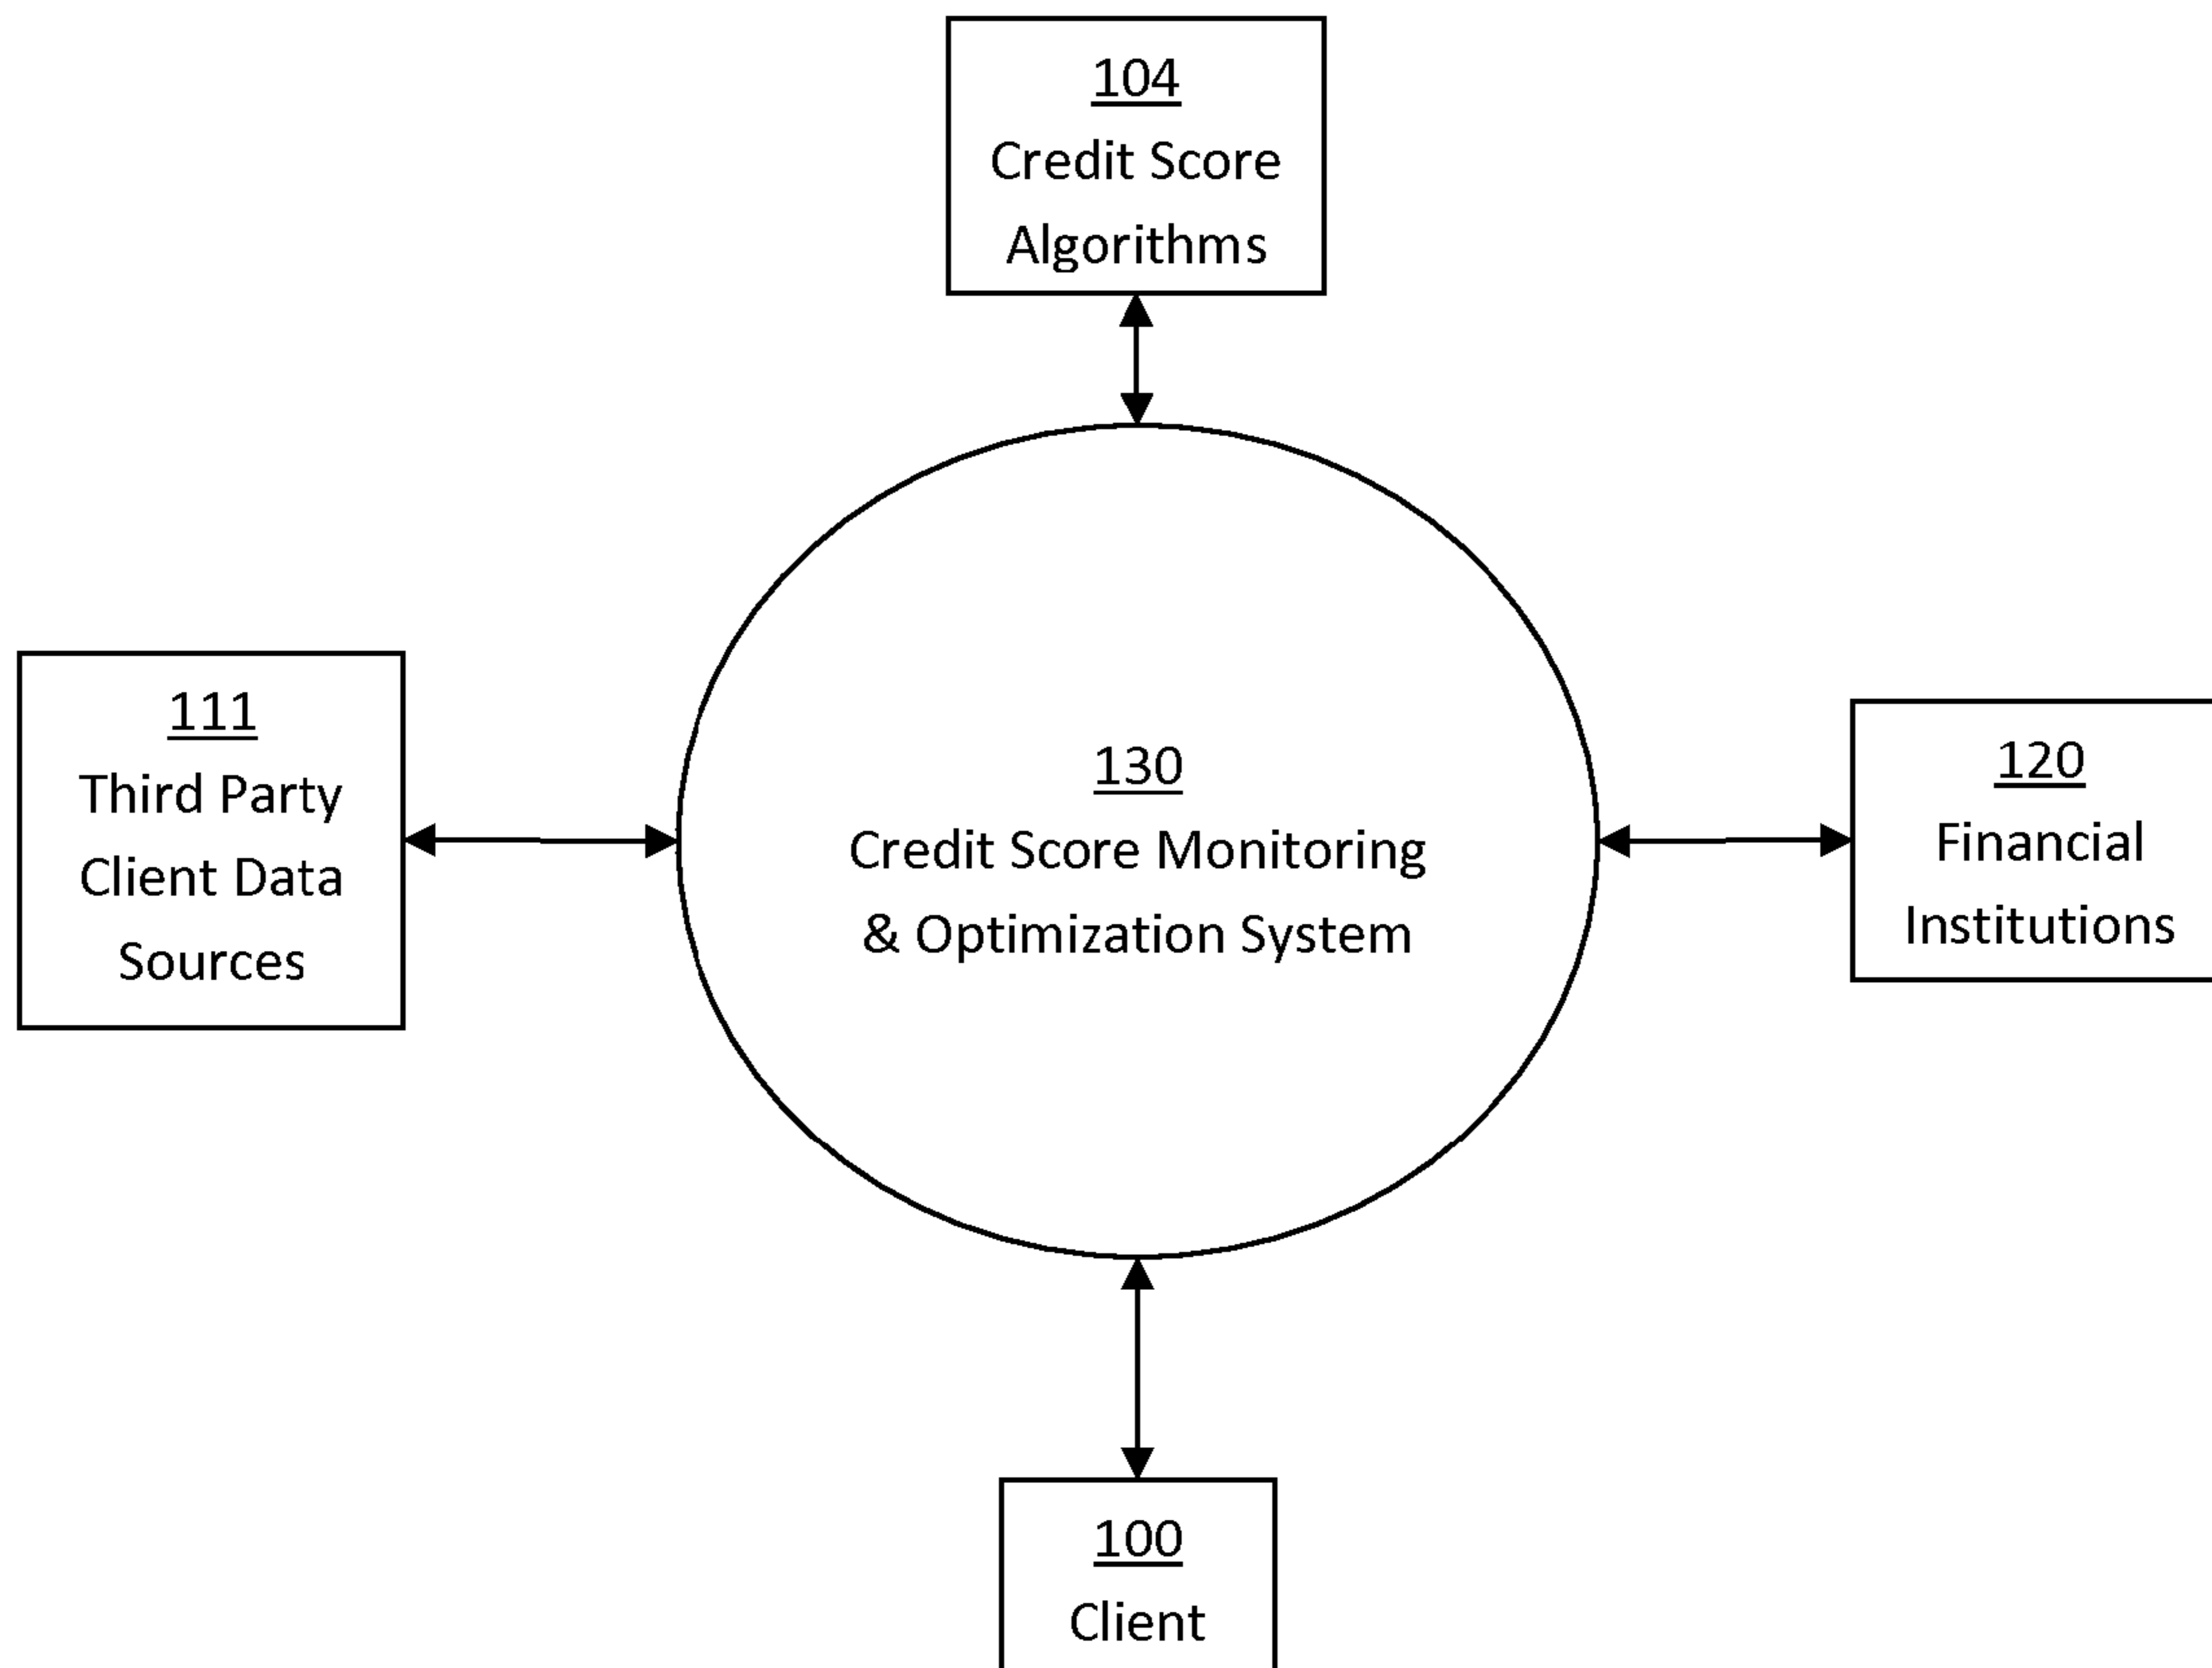 104
Credit Score
Algorithms
111
Third Party
Client Data
Sources
130
Credit Score Monitoring
& Optimization System
120
Financial
Institutions
100
Client